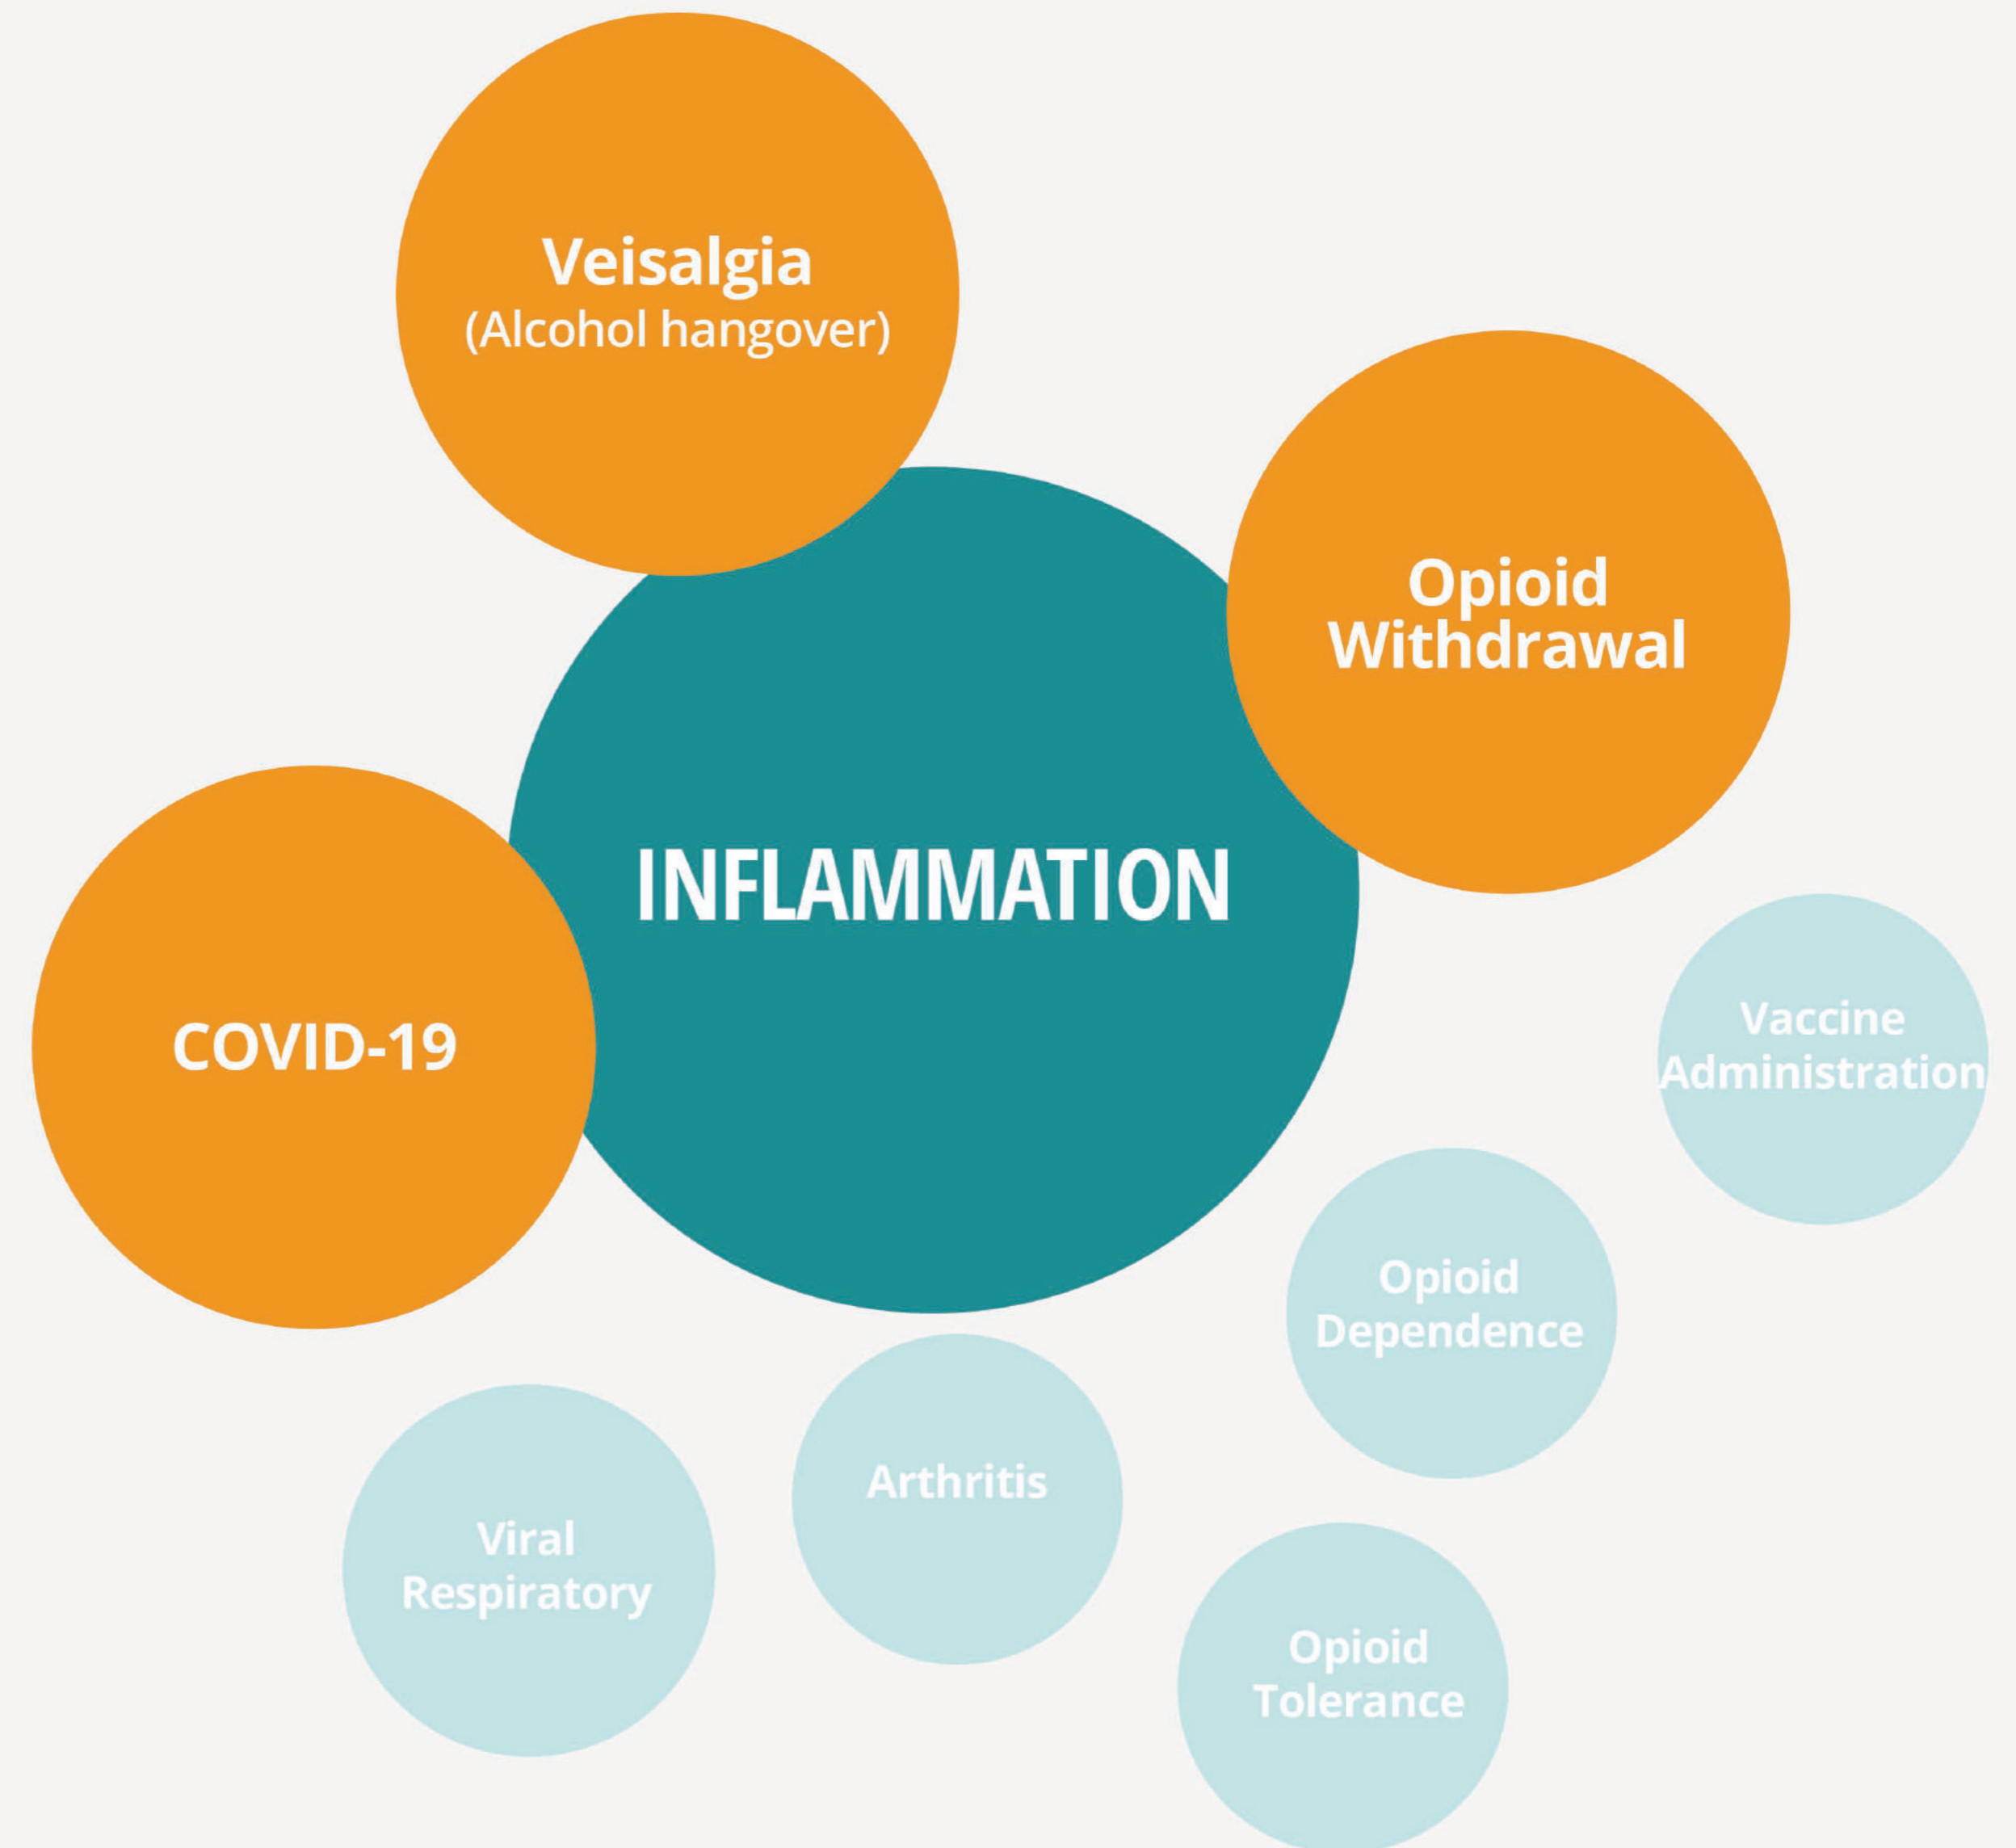 Veisalgia
(Alcohol hangover)
Opioid
Withdrawal
INFLAMMATION
COVID-19
Vaccine
Administration
Opioid
Dependence
Arthritis
Viral
Respiratory
Opioid
Tolerance